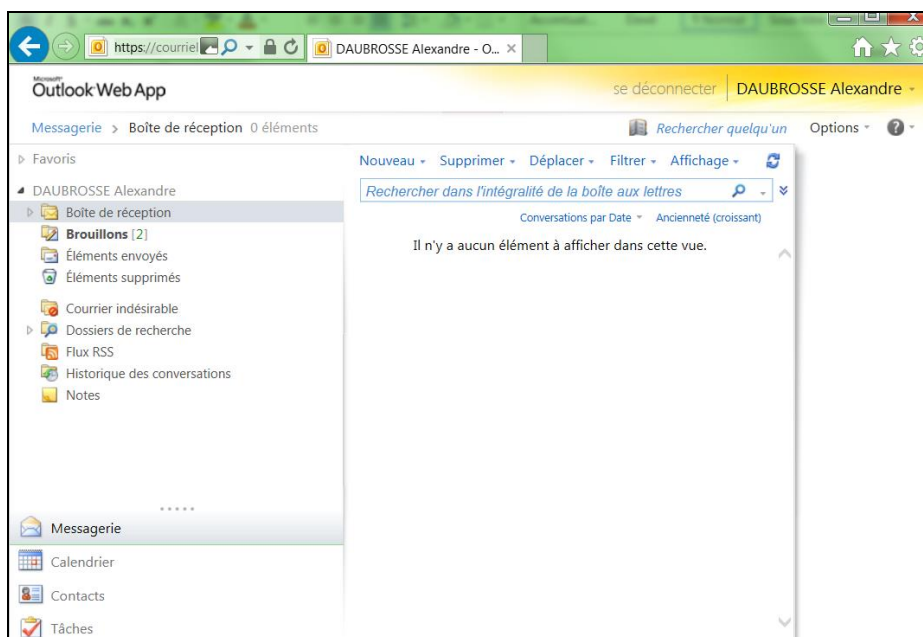 https://courriel
DAUBROSSE Alexandre - O...
Microsoft®
Outlook Web App
se déconnecter
DAUBROSSE Alexandre
Messagerie
Boîte de réception 0 éléments
Rechercher quelqu'un
Options
Favoris
Nouveau
Supprimer
Déplacer
Filtrer
Affichage
DAUBROSSE Alexandre
Rechercher dans l'intégralité de la boîte aux lettres
Boîte de réception
Conversations par Date
Ancienneté (croissant)
Brouillons [2]
Il n'y a aucun élément à afficher dans cette vue.
Éléments envoyés
Éléments supprimés
Courrier indésirable
Dossiers de recherche
Flux RSS
Historique des conversations
Notes
Messagerie
Calendrier
Contacts
Tâches